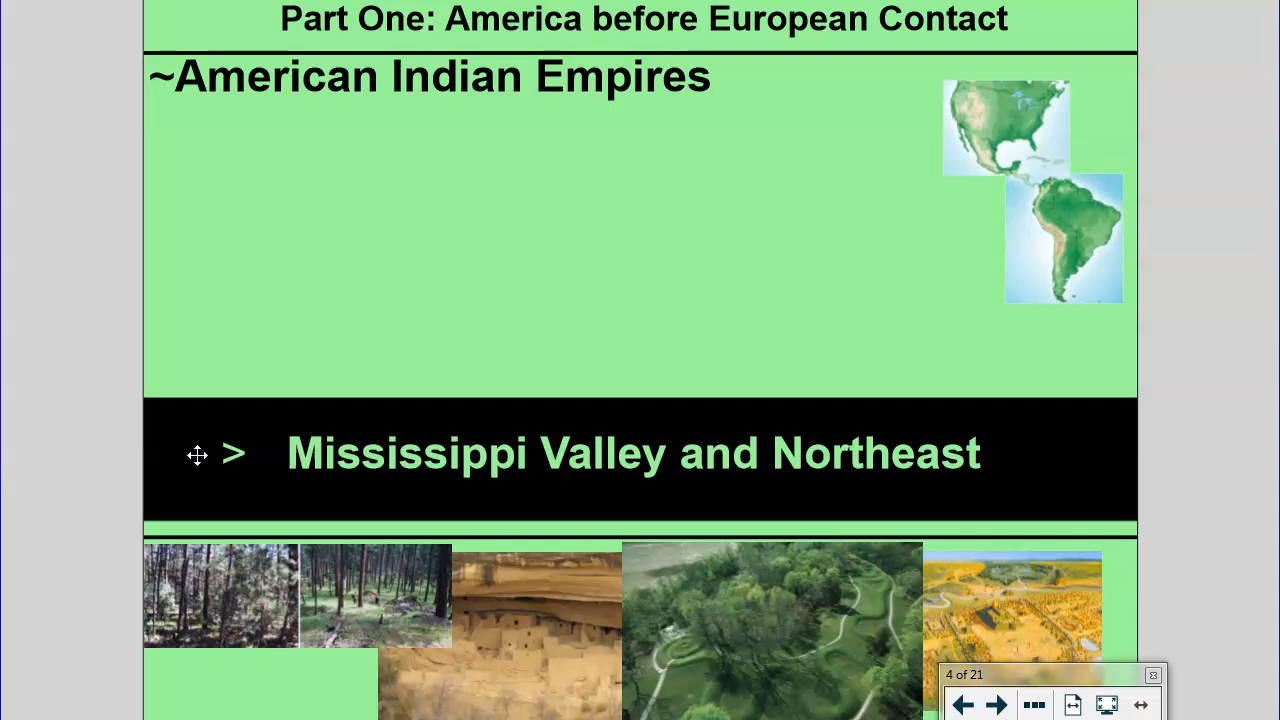 Part One: America before European Contact
~American Indian Empires
> Mississippi Valley and Northeast
4 of 21